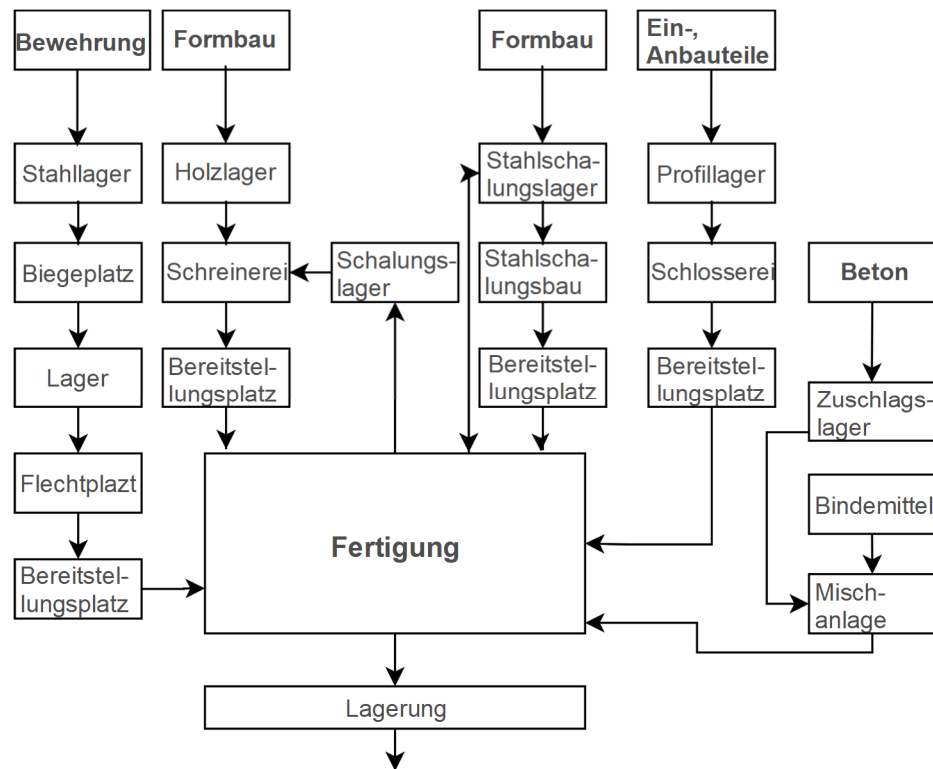 Bewehrung
Formbau
Formbau
Ein-,
Anbauteile
Stahllager
Holzlager
Stahlscha-
lungslager
Profillager
Biegeplatz
Schreinerei
Schalungs-
lager
Stahlscha-
lungsbau
Schlosserei
Beton
Lager
Bereitstel-
lungsplatz
Bereitstel-
lungsplatz
Bereitstel-
lungsplatz
Zuschlags-
lager
Flechtplazt
Bindemittel
Fertigung
Bereitstel-
lungsplatz
Misch-
anlage
Lagerung